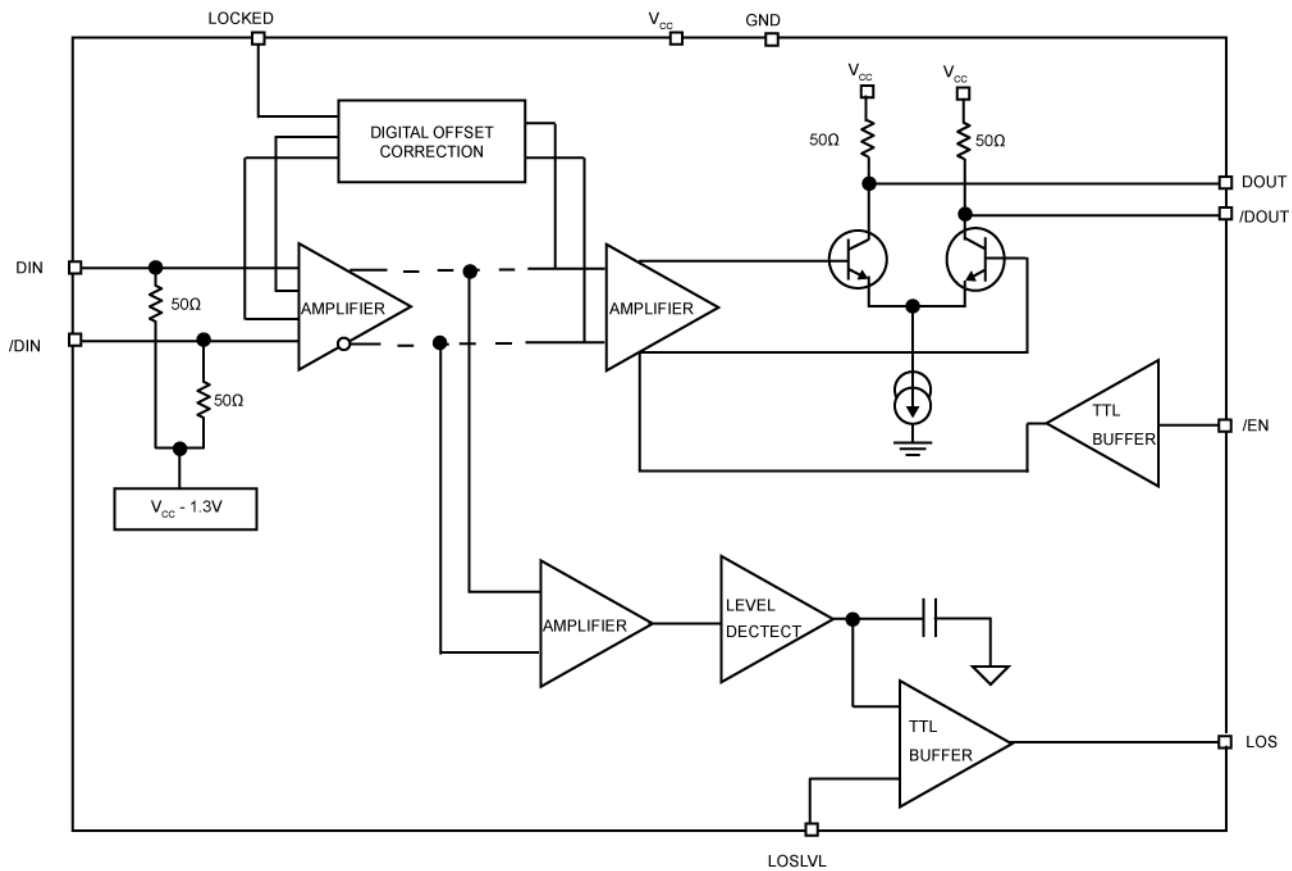 LOCKED
VCC
GND
VCC
VCC
DIGITAL OFFSET
CORRECTION
50Ω
50Ω
DOUT
/DOUT
DIN
50Ω
AMPLIFIER
AMPLIFIER
/DIN
50Ω
TTL
BUFFER
/EN
VCC - 1.3V
AMPLIFIER
LEVEL
DECTECT
TTL
BUFFER
LOS
LOSLVL